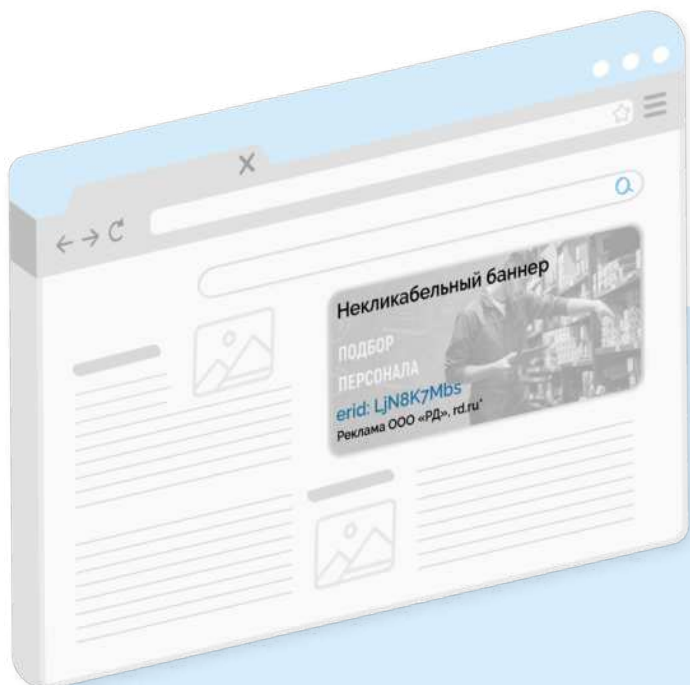 Некликабельный баннер
ПОДБОР
ПЕРСОНАЛА
erid: LjN8K7Mbs
Реклама ООО «РД», rd.ru*